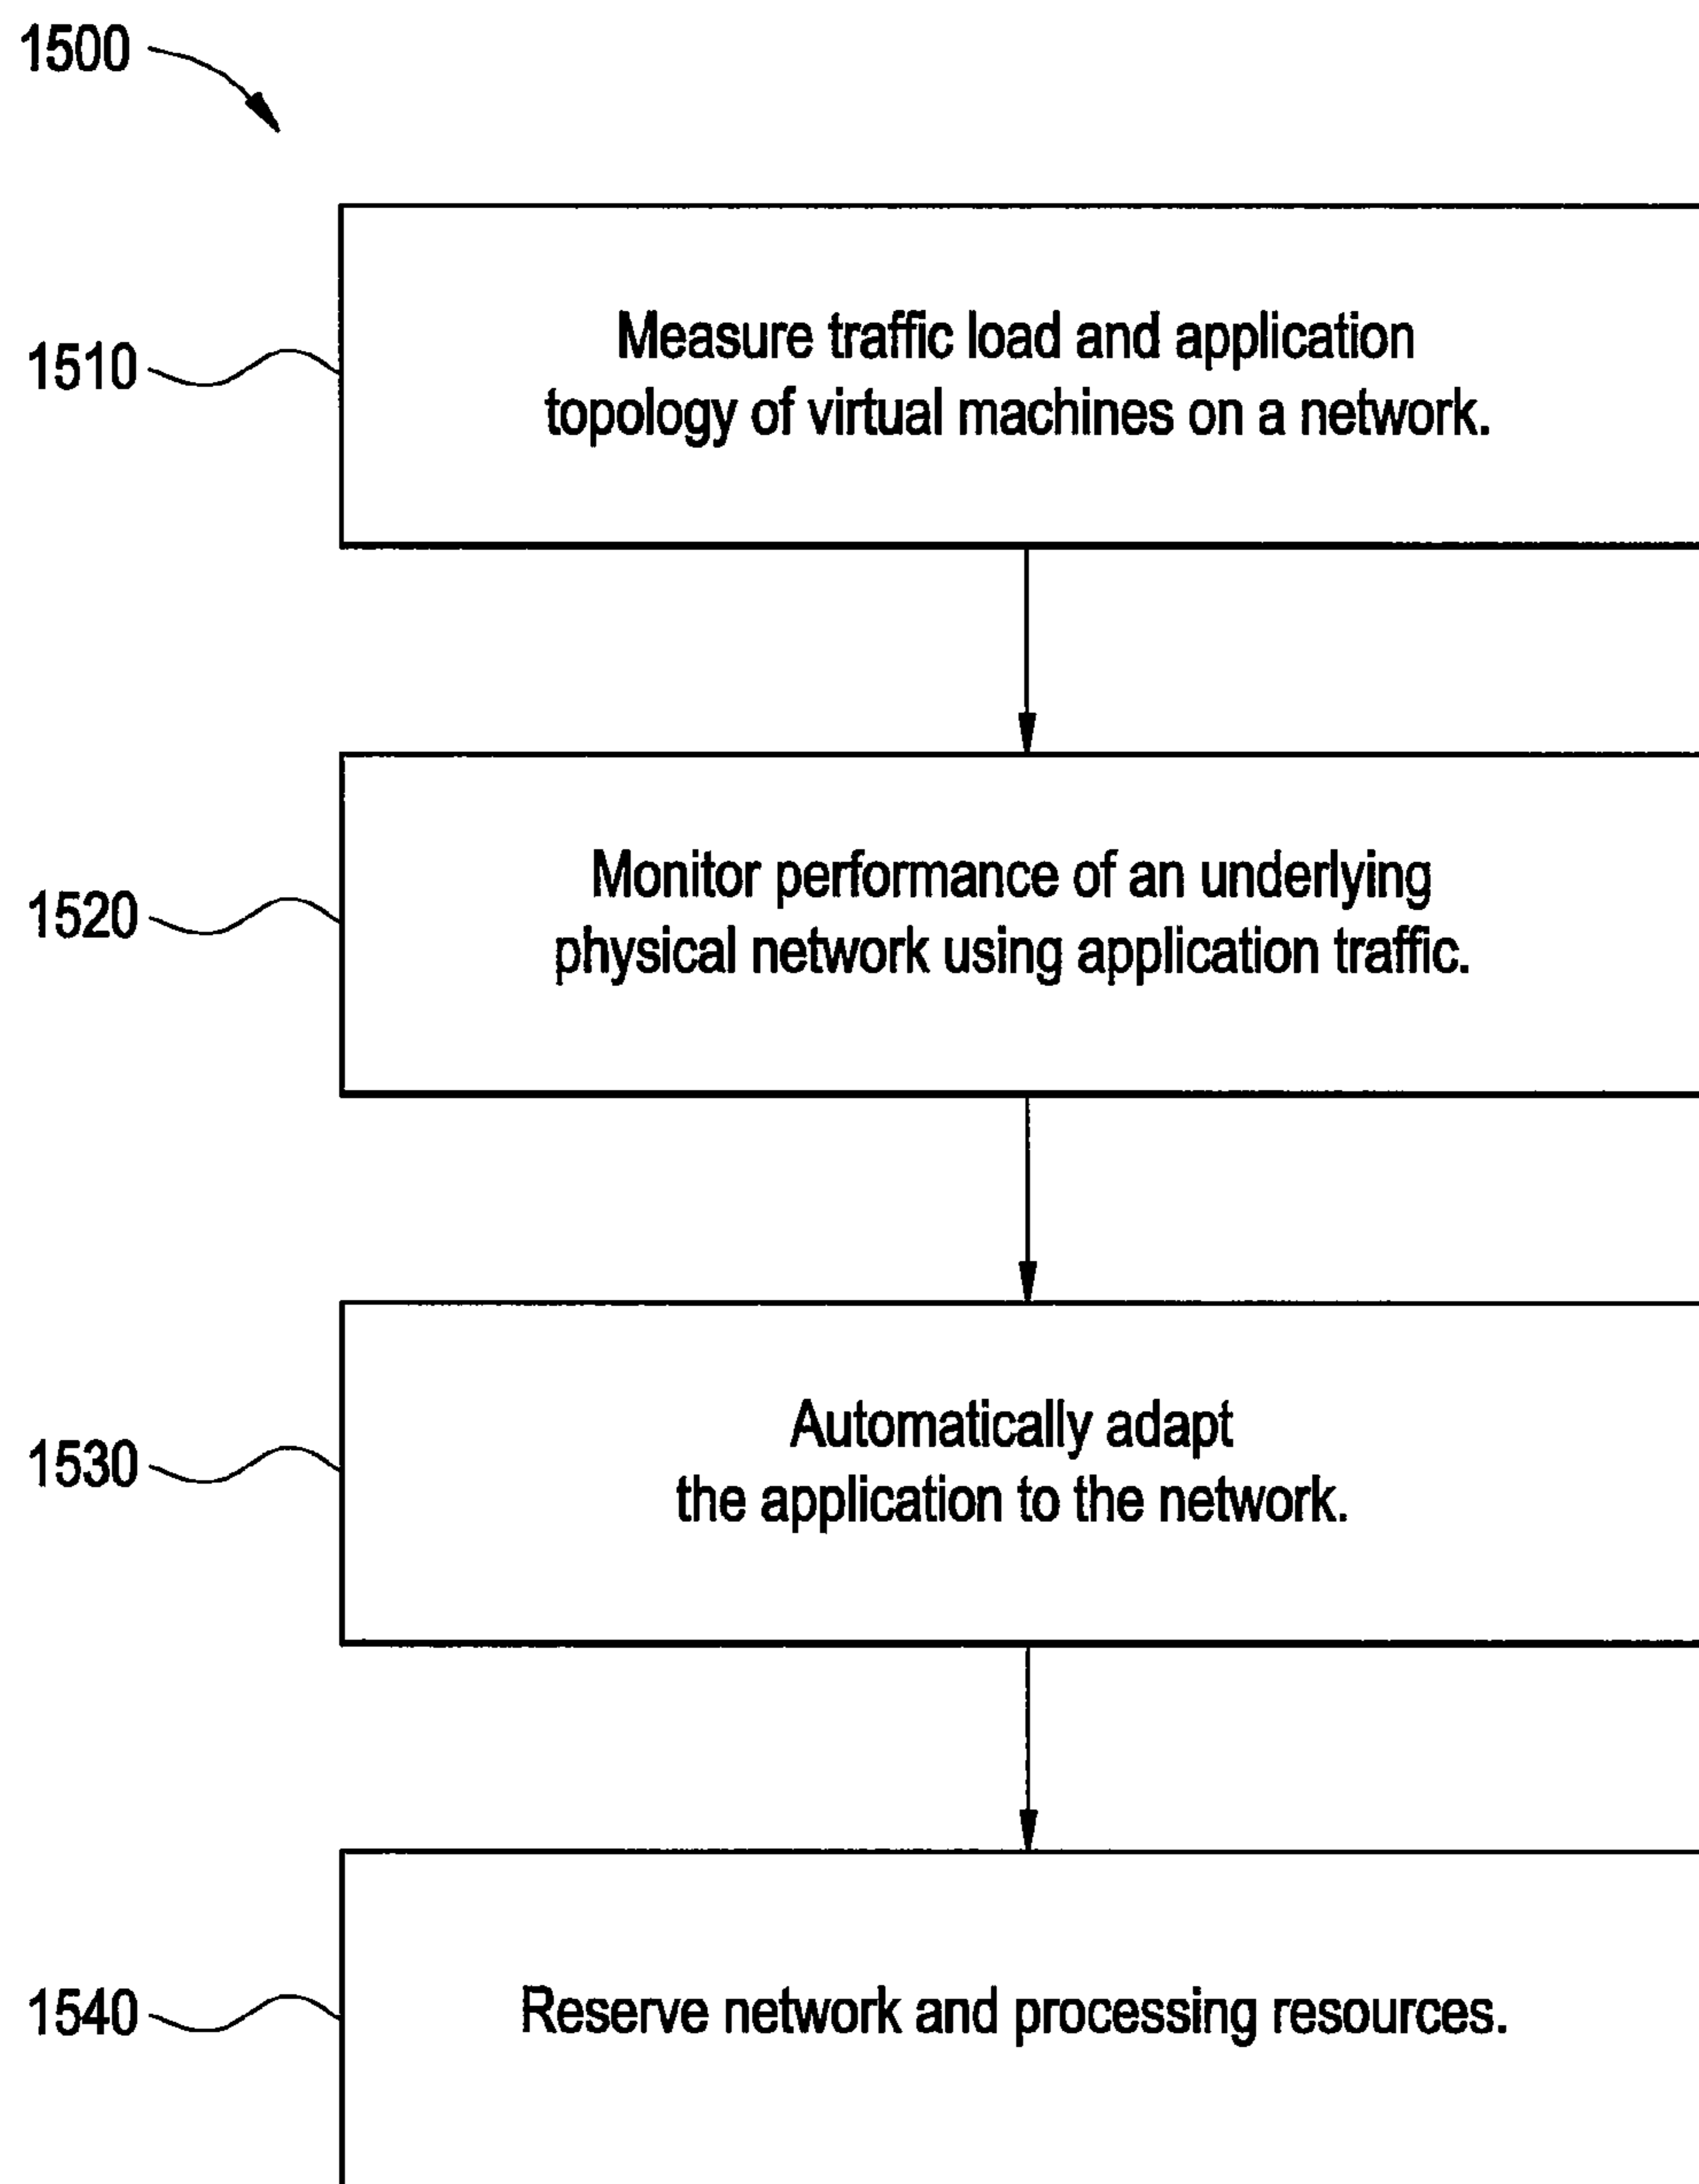 1500
1510
Measure traffic load and application
topology of virtual machines on a network.
1520
Monitor performance of an underlying
physical network using application traffic.
1530
Automatically adapt
the application to the network.
1540
Reserve network and processing resources.